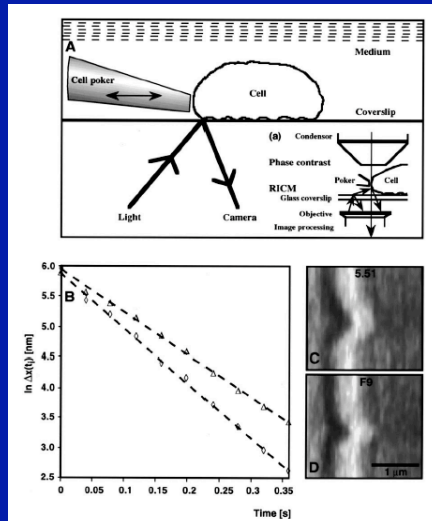 A
Medium
Cell poker
Cell
Coverslip
(a)
Condensor
Phase contrast
Poker
Cell
RICM
Glass coverslip
Objective
Image processing
Light
Camera
B
ln Δx(ti) [nm]
6.0
5.5
5.0
4.5
4.0
3.5
3.0
2.5
0
0.05
0.1
0.15
0.2
0.25
0.3
0.35
Time [s]
5.51
C
F9
D
1 µm